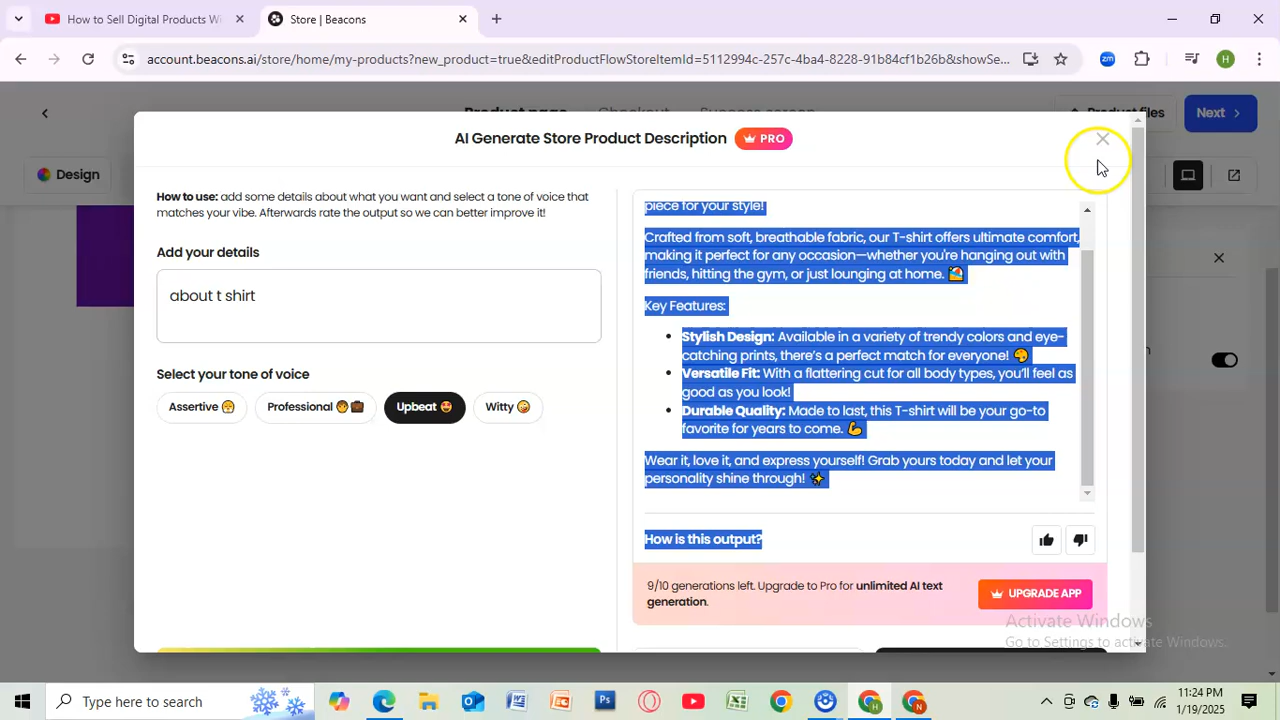 How to Sell Digital Products Wi
Store | Beacons
account.beacons.ai/store/home/my-product?new_product=true&editProductFlowStoreItemId=5112994c-257g-4ba4-8228-91b84cf1b26b&showSe...
zm
H
Product page
Checkout
Success screen
Product files
Next
Design
AI Generate Store Product Description PRO
How to use: add some details about what you want and select a tone of voice that
matches your vibe. Afterwards rate the output so we can better improve it!
Add your details
about t shirt
Select your tone of voice
Assertive
Professional
Upbeat
Witty
piece for your style!
Crafted from soft, breathable fabric, our T-shirt offers ultimate comfort,
making it perfect for any occasion—whether you're hanging out with
friends, hitting the gym, or just lounging at home.
Key Features:
• Stylish Design: Available in a variety of trendy colors and eye-
catching prints, there's a perfect match for everyone!
• Versatile Fit: With a flattering cut for all body types, you'll feel as
good as you look!
• Durable Quality: Made to last, this T-shirt will be your go-to
favorite for years to come.
Wear it, love it, and express yourself! Grab yours today and let your
personality shine through!
How is this output?
9/10 generations left. Upgrade to Pro for unlimited AI text
generation.
UPGRADE APP
Activate Windows
Go to Settings to activate Windows.
Type here to search
11:24 PM
1/19/2025